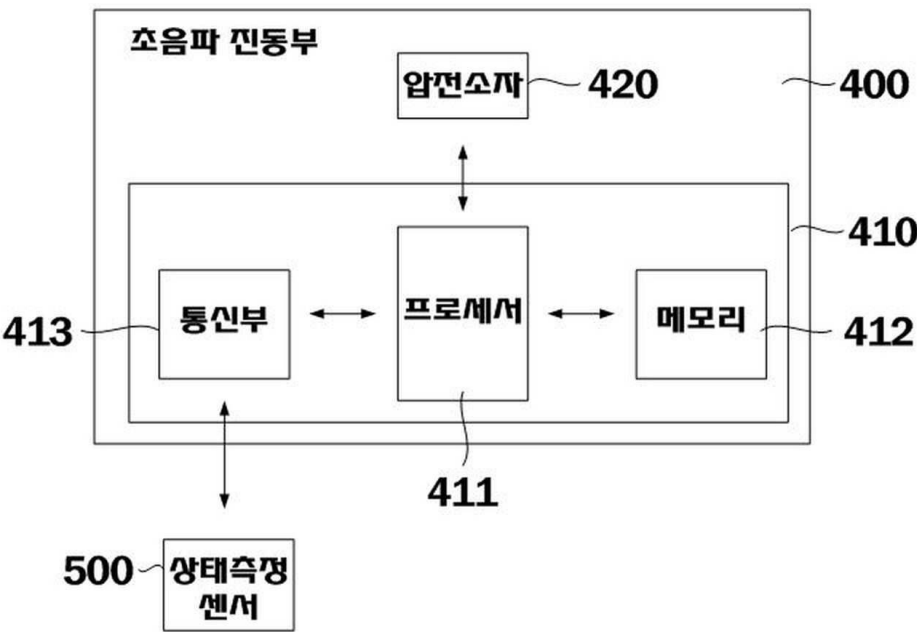 초음파 진동부
압전소자
420
400
410
통신부
프로세서
메모리
413
412
411
500
상태측정
센서